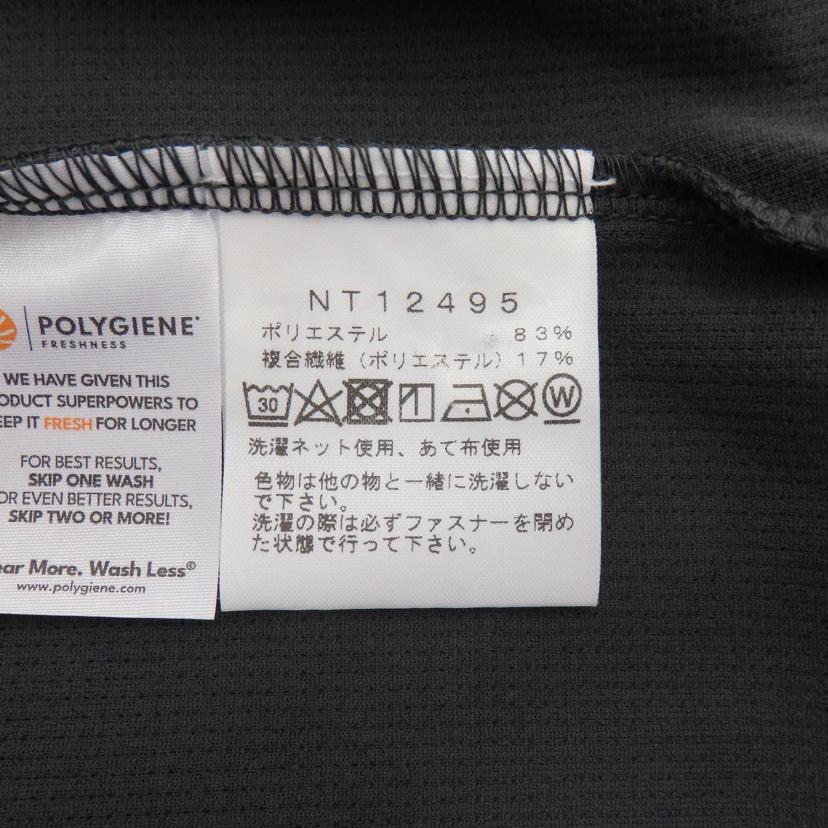 POLYGIENE
FRESHNESS
WE HAVE GIVEN THIS
ODUCT SUPERPOWERS TO
EEP IT FRESH FOR LONGER
FOR BEST RESULTS,
SKIP ONE WASH
OR EVEN BETTER RESULTS,
SKIP TWO OR MORE!
ear More. Wash Less®
www.polygiene.com
NT12495
ポリエステル 83%
複合繊維(ポリエステル)17%
30 W
洗濯ネット使用、あて布使用
色物は他の物と一緒に洗濯しない
で下さい。
洗濯の際は必ずファスナーを閉め
た状態で行って下さい。